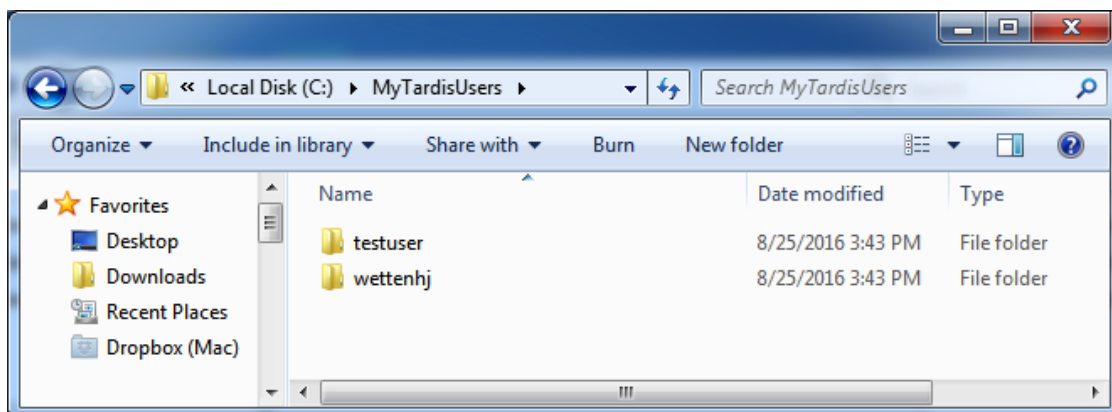 « Local Disk (C:) ▸ MyTardisUsers ▸ Search MyTardisUsers
Organize Include in library Share with Burn New folder
Name Date modified Type
Favorites
Desktop
Downloads
Recent Places
Dropbox (Mac)
testuser 8/25/2016 3:43 PM File folder
wettenhj 8/25/2016 3:43 PM File folder